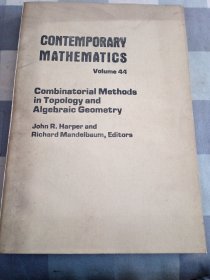 CONTEMPORARY
MATHEMATICS
Volume 44
Combinatorial Methods
in Topology and
Algebraic Geometry
John R. Harper and
Richard Mandelbaum, Editors